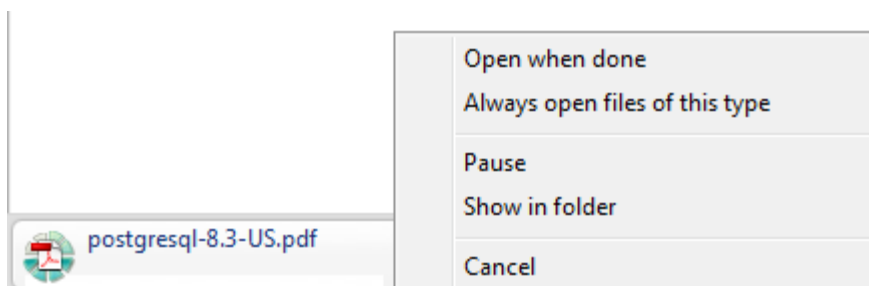 Open when done
Always open files of this type
Pause
Show in folder
postgresql-8.3-US.pdf
Cancel